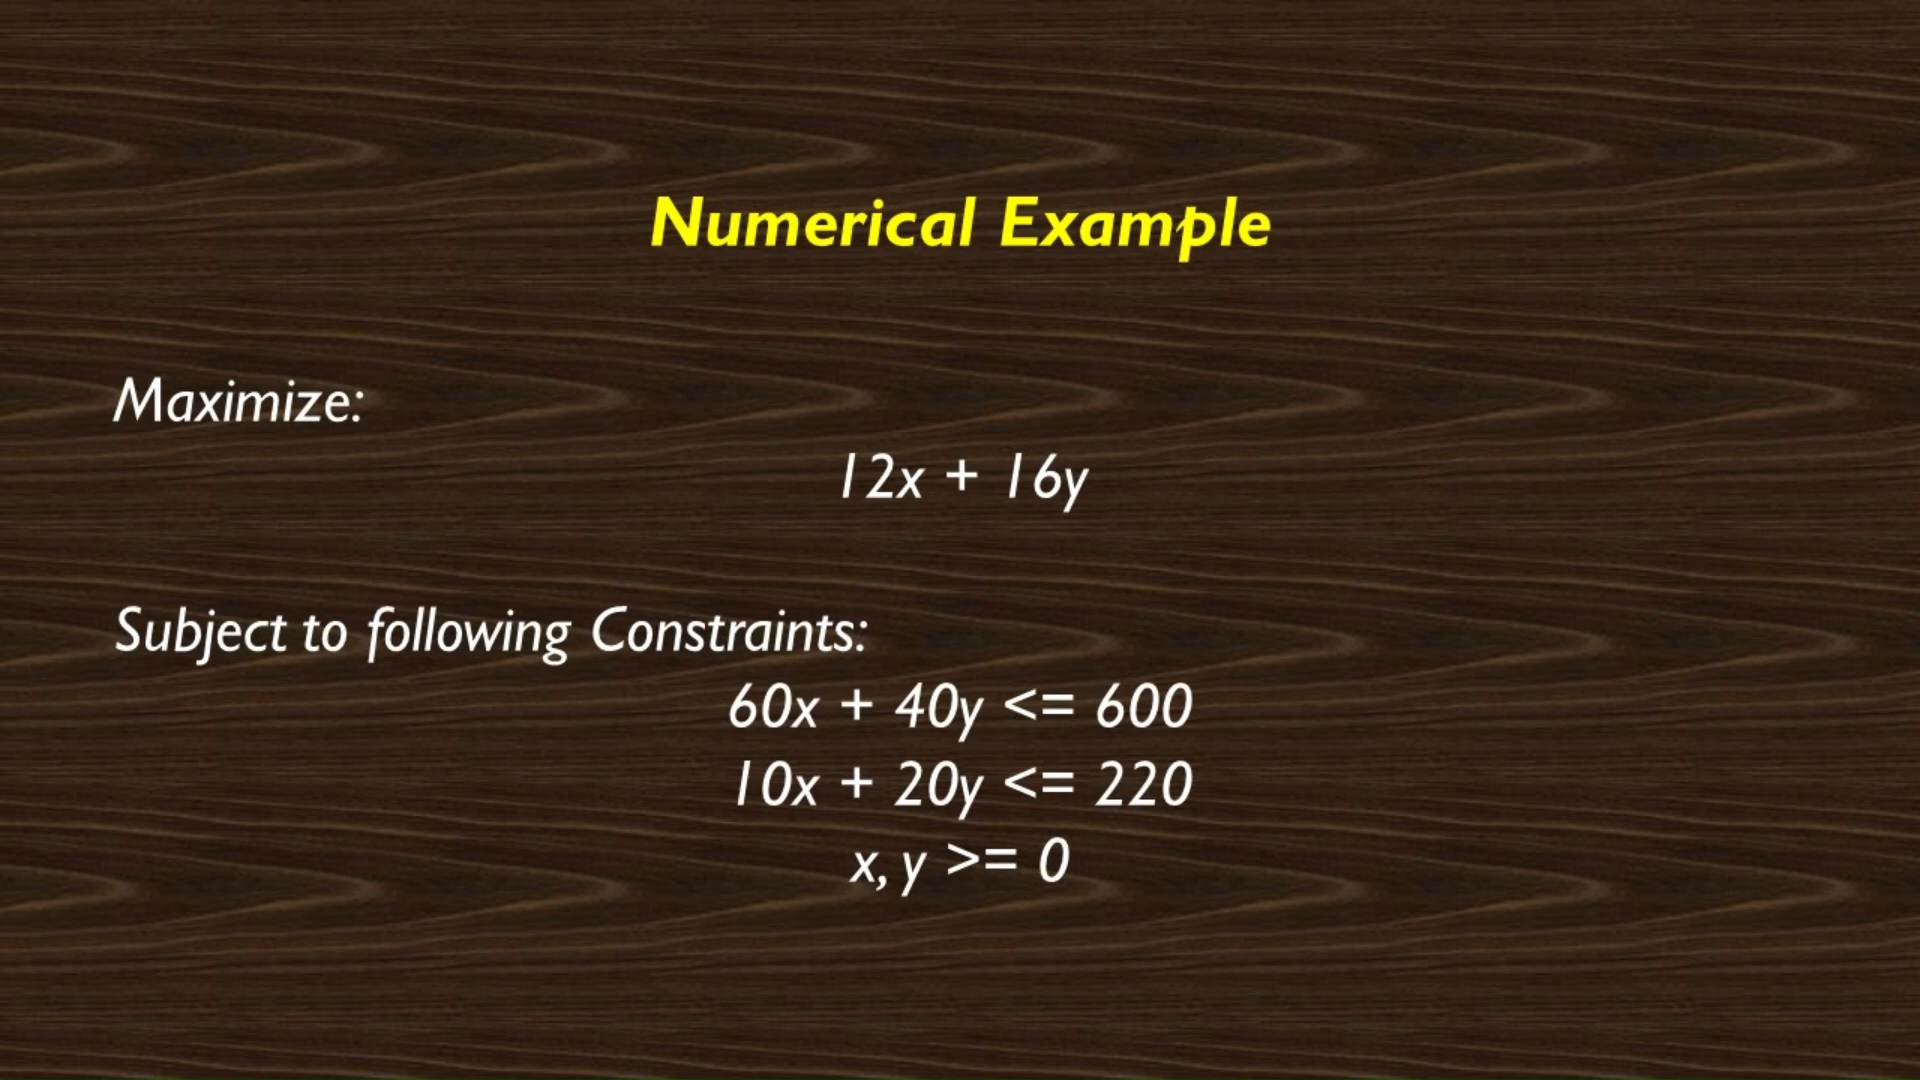 Numerical Example
Maximize:
12x + 16y
Subject to following Constraints:
60x + 40y <= 600
10x + 20y <= 220
x, y >= 0